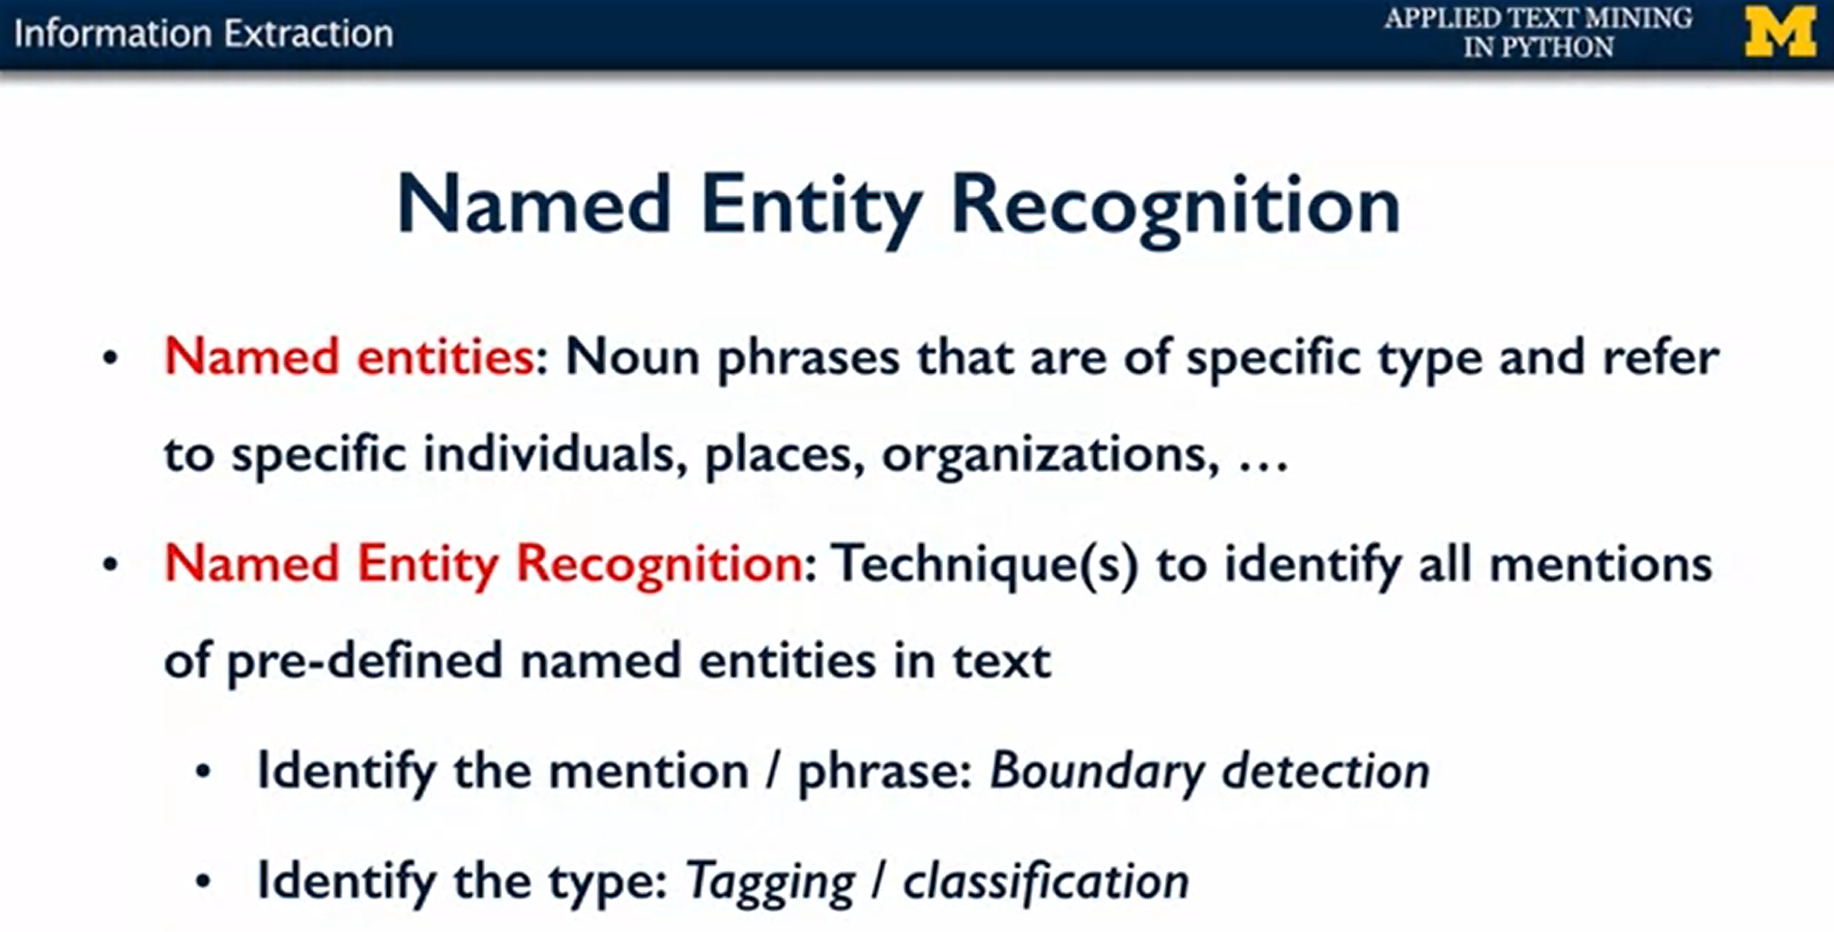 Information Extraction
APPLIED TEXT MINING
IN PYTHON
M
Named Entity Recognition
• Named entities: Noun phrases that are of specific type and refer
to specific individuals, places, organizations, …
• Named Entity Recognition: Technique(s) to identify all mentions
of pre-defined named entities in text
• Identify the mention / phrase: Boundary detection
• Identify the type: Tagging / classification